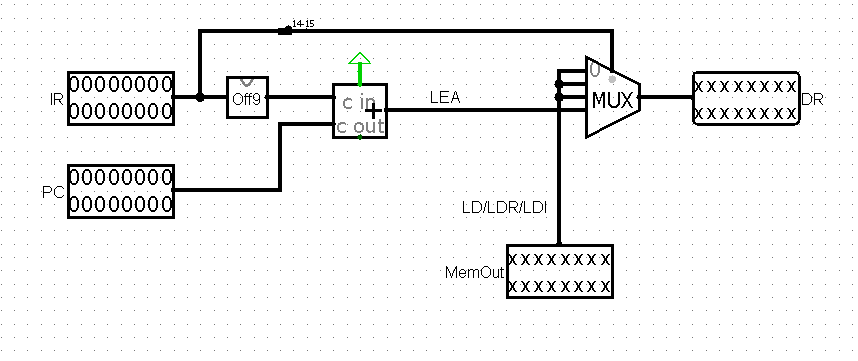 14-15
IR
00000000
00000000
Off9
c in
+
c out
LEA
0
MUX
xxxxxxxx
xxxxxxxx
DR
PC
00000000
00000000
LD/LDR/LDI
MemOut
xxxxxxxx
xxxxxxxx